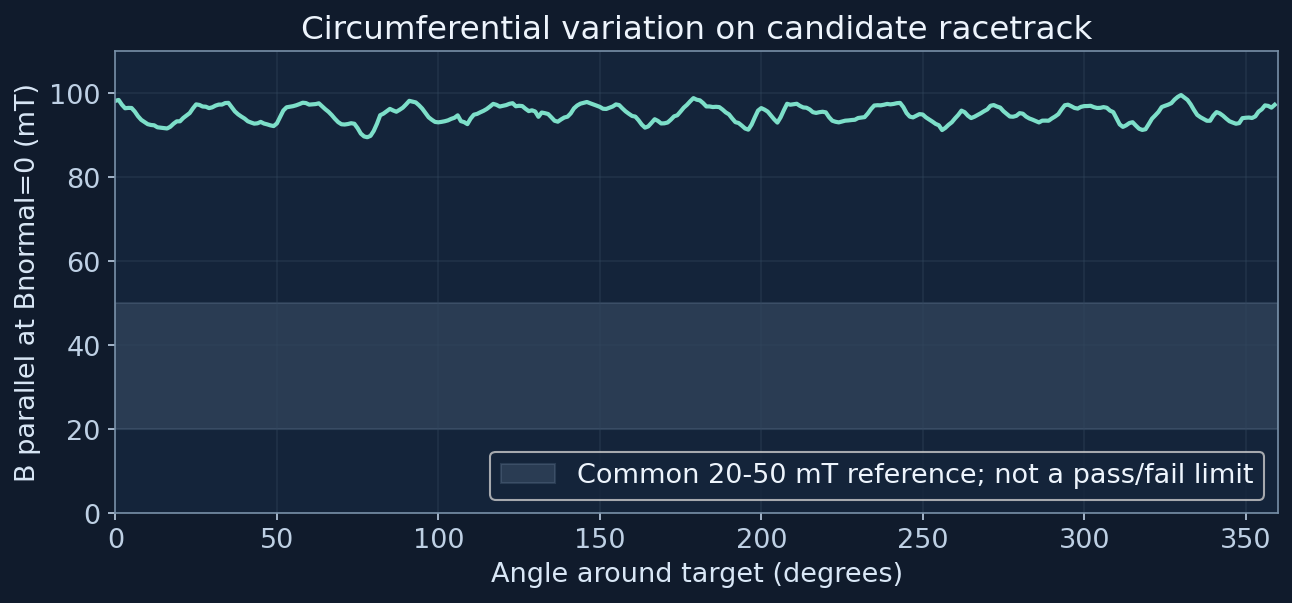 Circumferential variation on candidate racetrack
B parallel at Bnormal=0 (mT)
100
80
60
40
20
0
Common 20-50 mT reference; not a pass/fail limit
0 50 100 150 200 250 300 350
Angle around target (degrees)